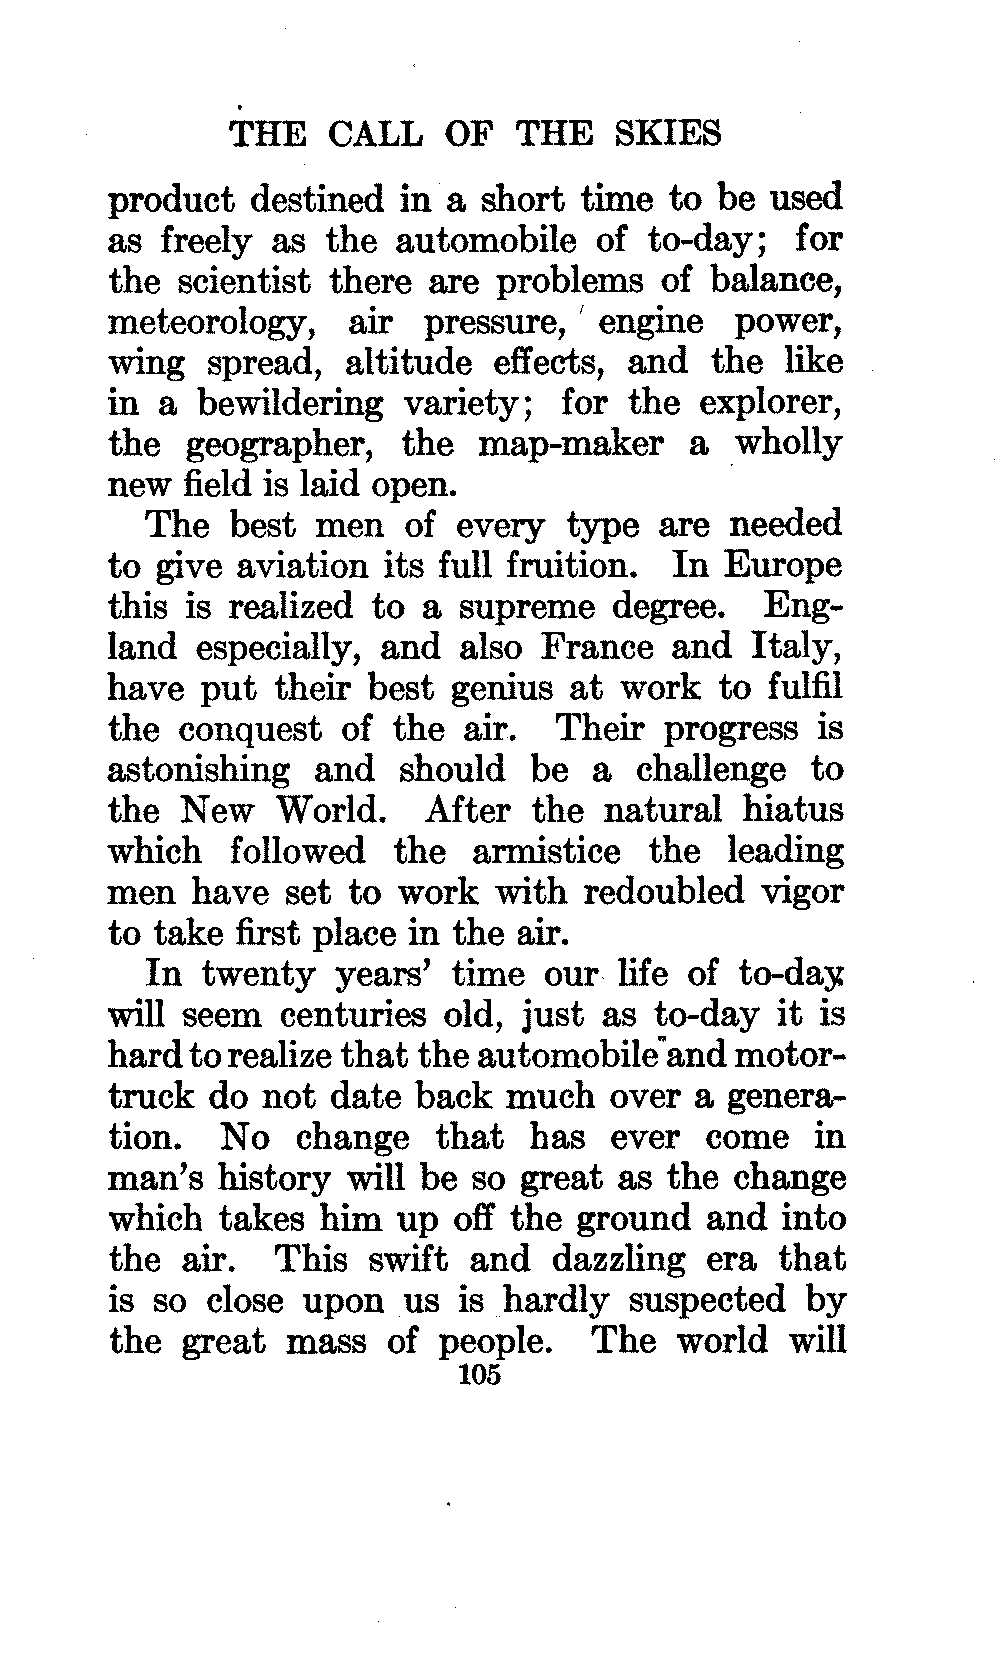 THE CALL OF THE SKIES
product destined in a short time to be used
as freely as the automobile of to-day; for
the scientist there are problems of balance,
meteorology, air pressure, engine power,
wing spread, altitude effects, and the like
in a bewildering variety; for the explorer,
the geographer, the map-maker a wholly
new field is laid open.
The best men of every type are needed
to give aviation its full fruition. In Europe
this is realized to a supreme degree. Eng-
land especially, and also France and Italy,
have put their best genius at work to fulfil
the conquest of the air. Their progress is
astonishing and should be a challenge to
the New World. After the natural hiatus
which followed the armistice the leading
men have set to work with redoubled vigor
to take first place in the air.
In twenty years' time our life of to-day
will seem centuries old, just as to-day it is
hard to realize that the automobile and motor-
truck do not date back much over a genera-
tion. No change that has ever come in
man's history will be so great as the change
which takes him up off the ground and into
the air. This swift and dazzling era that
is so close upon us is hardly suspected by
the great mass of people. The world will
105